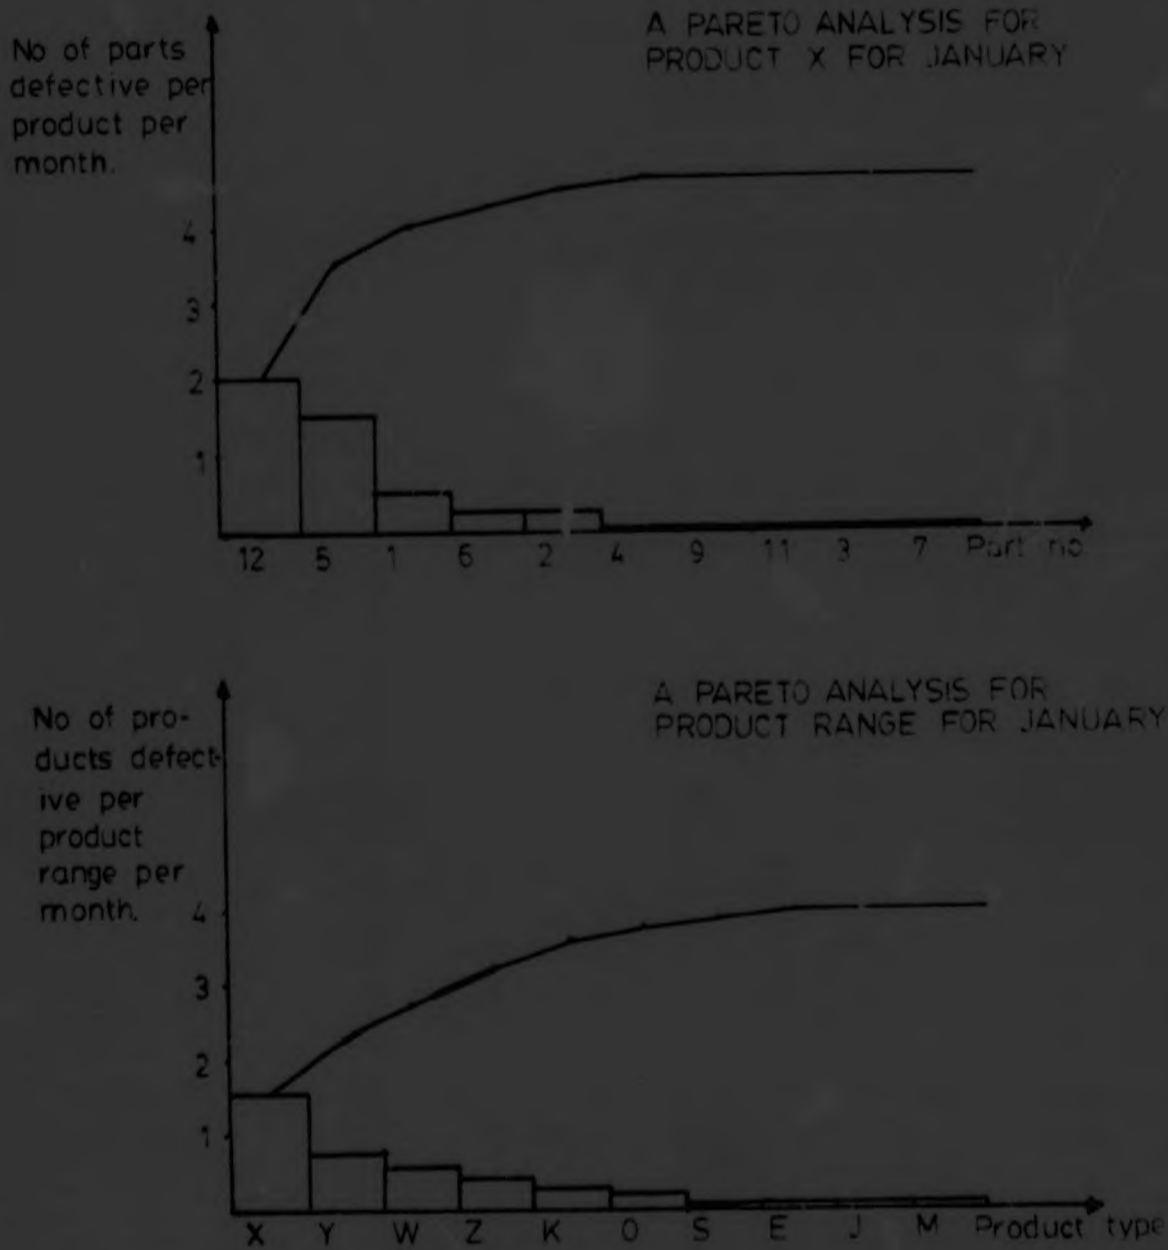 A PARETO ANALYSIS FOR
PRODUCT X FOR JANUARY
No of parts
defective per
product per
month.
4
3
2
1
12 5 1 6 2 4 9 11 3 7 Part no
A PARETO ANALYSIS FOR
PRODUCT RANGE FOR JANUARY
No of pro-
ducts defect-
ive per
product
range per
month.
4
3
2
1
X Y W Z K O S E J M Product type